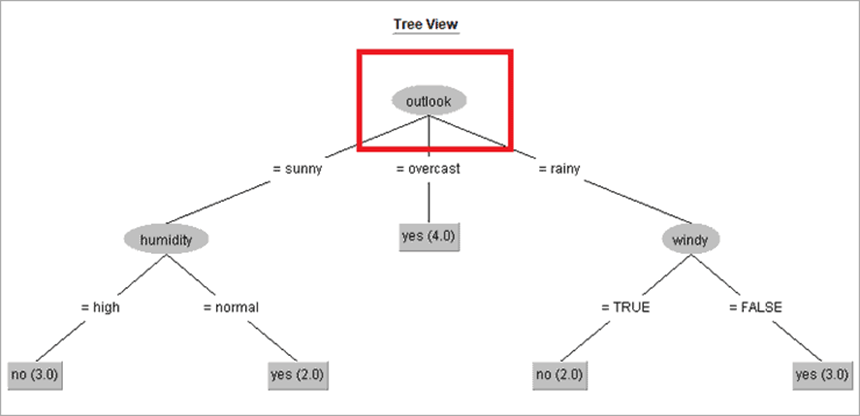 Tree View
outlook
= sunny
= overcast
= rainy
humidity
yes (4.0)
windy
= high
= normal
= TRUE
= FALSE
no (3.0)
yes (2.0)
no (2.0)
yes (3.0)